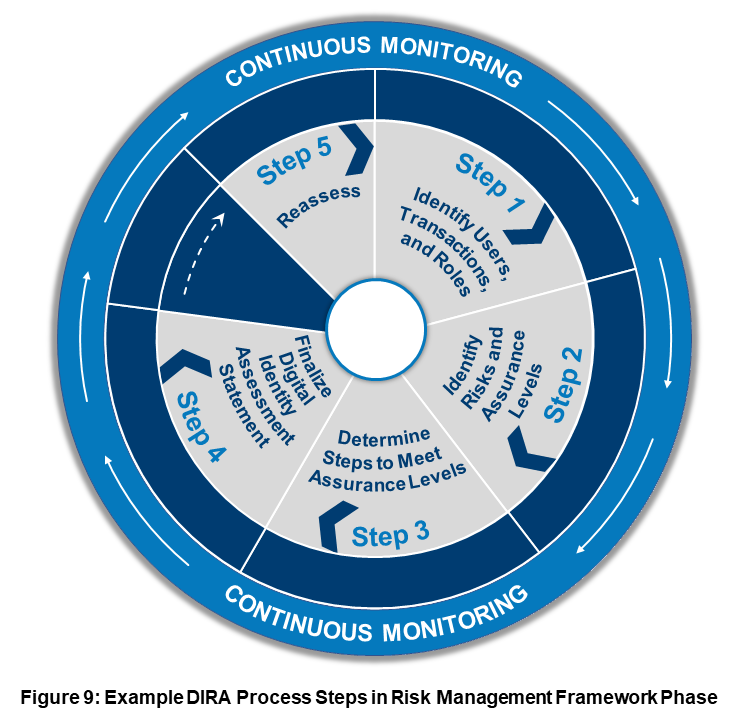 CONTINUOUS MONITORING
Step 1
Identify Users,
Transactions,
and Roles
Step 2
Identify
Risks and
Assurance
Levels
Step 3
Determine
Steps to Meet
Assurance Levels
Step 4
Finalize
Digital
Identity
Assessment
Statement
Step 5
Reassess
CONTINUOUS MONITORING
Figure 9: Example DIRA Process Steps in Risk Management Framework Phase